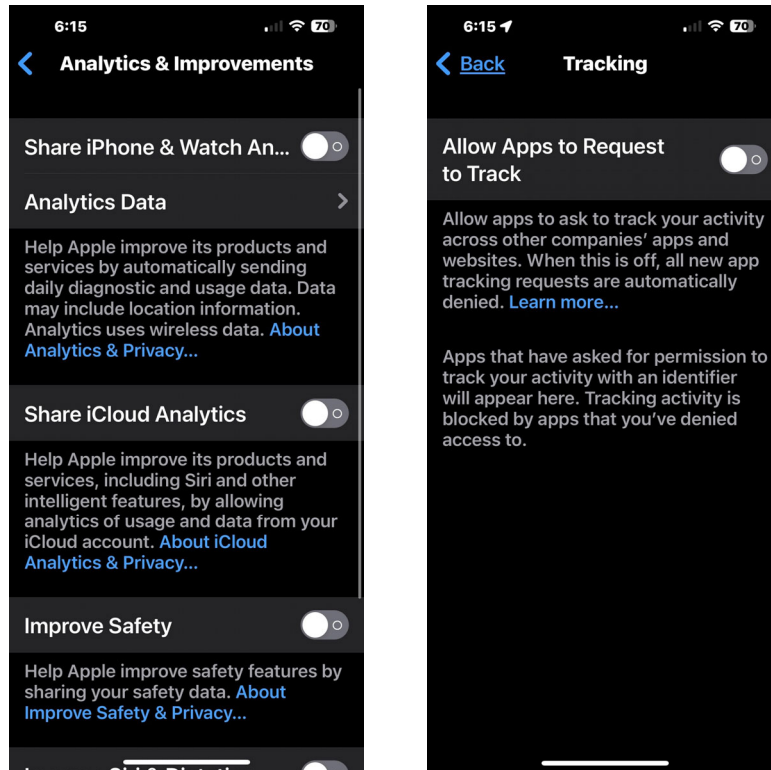 6:15
70
Analytics & Improvements
Share iPhone & Watch An...
Analytics Data
Help Apple improve its products and
services by automatically sending
daily diagnostic and usage data. Data
may include location information.
Analytics uses wireless data. About
Analytics & Privacy...
Share iCloud Analytics
Help Apple improve its products and
services, including Siri and other
intelligent features, by allowing
analytics of usage and data from your
iCloud account. About iCloud
Analytics & Privacy...
Improve Safety
Help Apple improve safety features by
sharing your safety data. About
Improve Safety & Privacy...
6:15
70
Back
Tracking
Allow Apps to Request
to Track
Allow apps to ask to track your activity
across other companies’ apps and
websites. When this is off, all new app
tracking requests are automatically
denied. Learn more...
Apps that have asked for permission to
track your activity with an identifier
will appear here. Tracking activity is
blocked by apps that you’ve denied
access to.